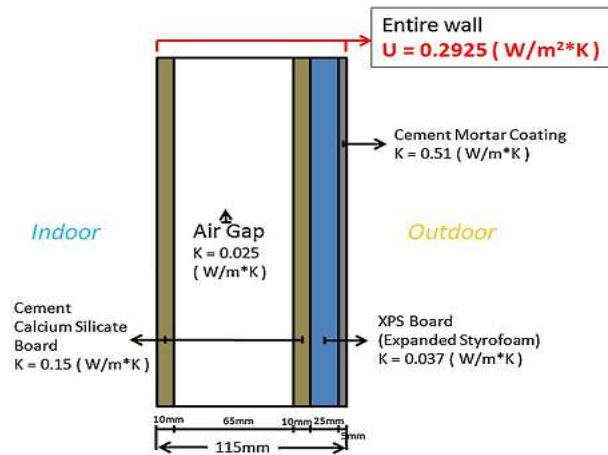 Entire wall
U = 0.2925 ( W/m²*K )
Cement Mortar Coating
K = 0.51 ( W/m*K )
Indoor
Air Gap
K = 0.025
( W/m*K )
Outdoor
Cement
Calcium Silicate
Board
K = 0.15 ( W/m*K )
XPS Board
(Expanded Styrofoam)
K = 0.037 ( W/m*K )
10mm
65mm
10mm
25mm
5mm
115mm